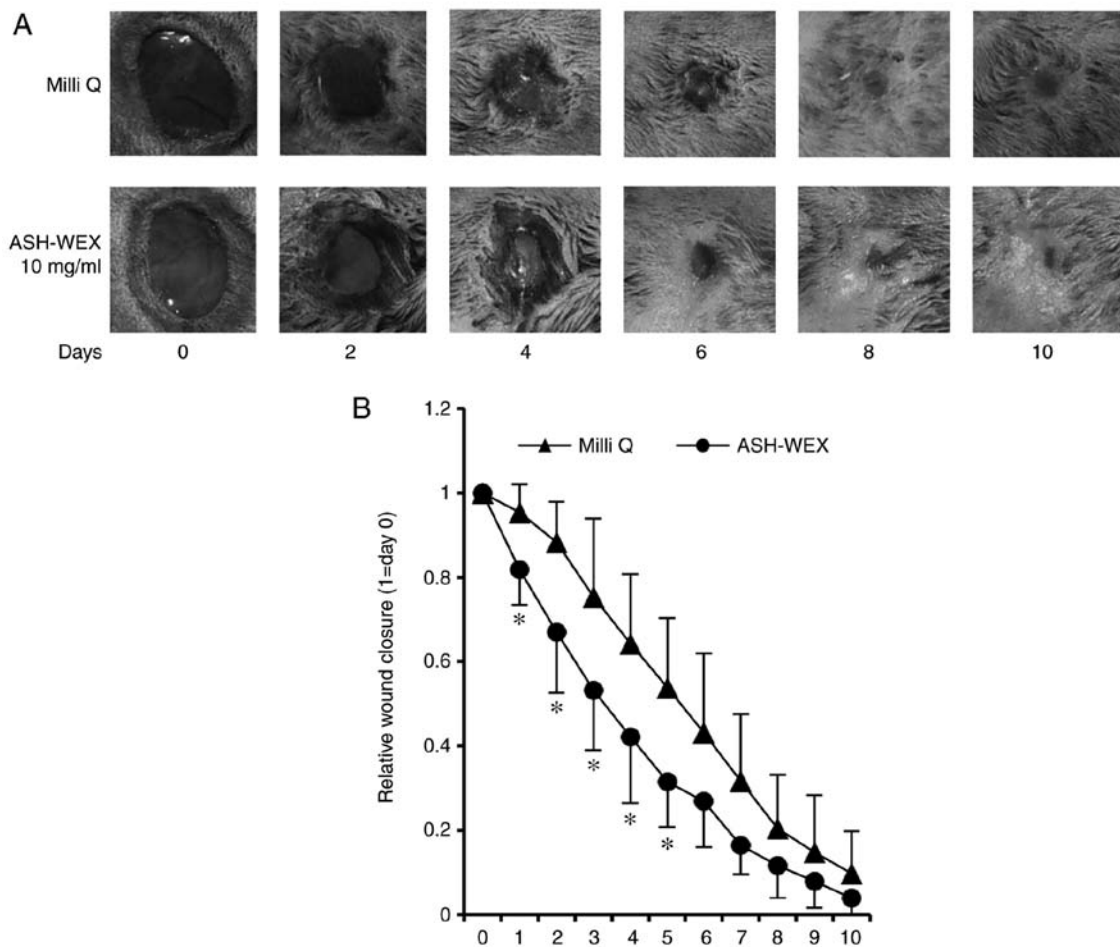 A
Milli Q
ASH-WEX
10 mg/ml
Days 0 2 4 6 8 10
B
1.2
Milli Q ASH-WEX
1
0.8
*
0.6
*
*
0.4
*
*
0.2
0
Relative wound closure (1=day 0)
0 1 2 3 4 5 6 7 8 9 10